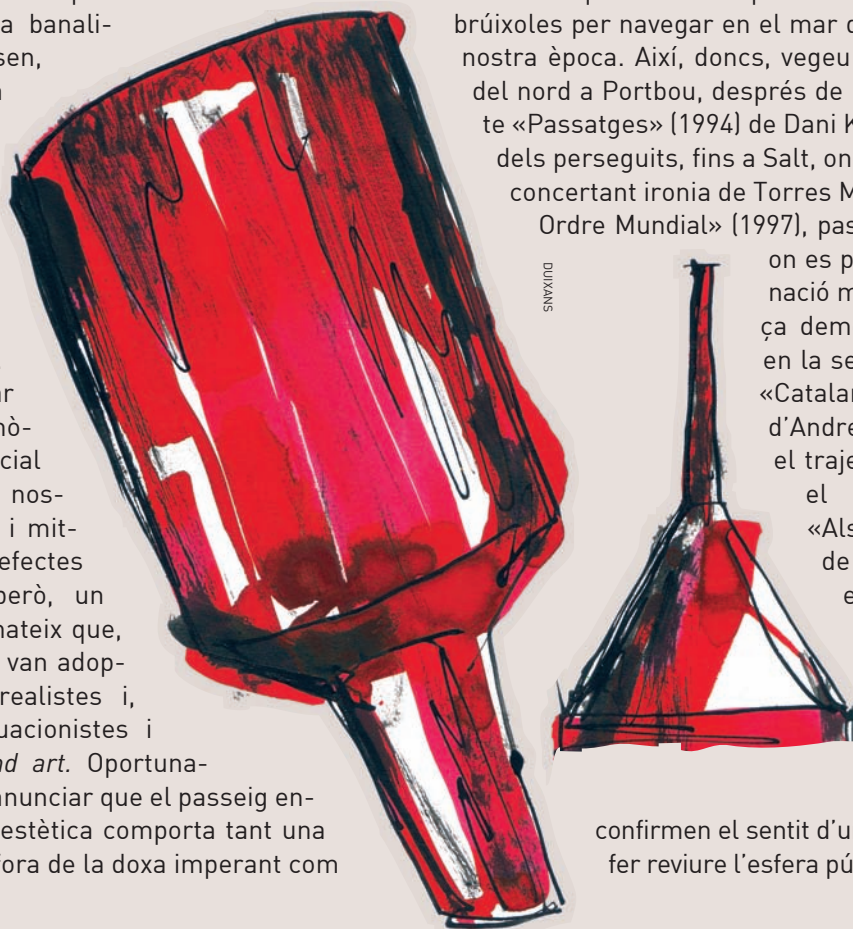 a banali-
sen,
ar
nò-
cial
nos-
i mit-
efectes
però, un
mateix que,
van adop-
realistes i,
uacionistes i
nd art. Oportuna-
anunciar que el passeig en-
estètica comporta tant una
fora de la doxa imperant com
brúixoles per navegar en el mar d
nostra època. Així, doncs, vegeu
del nord a Portbou, després de
te «Passatges» (1994) de Dani K
dels perseguits, fins a Salt, on
concertant ironia de Torres M
Ordre Mundial» (1997), pas
on es p
nació m
ça dem
en la se
«Catalan
d'Andre
el traje
el
«Als
de
e
confirmen el sentit d'u
fer reviure l'esfera pú
DUIXANS